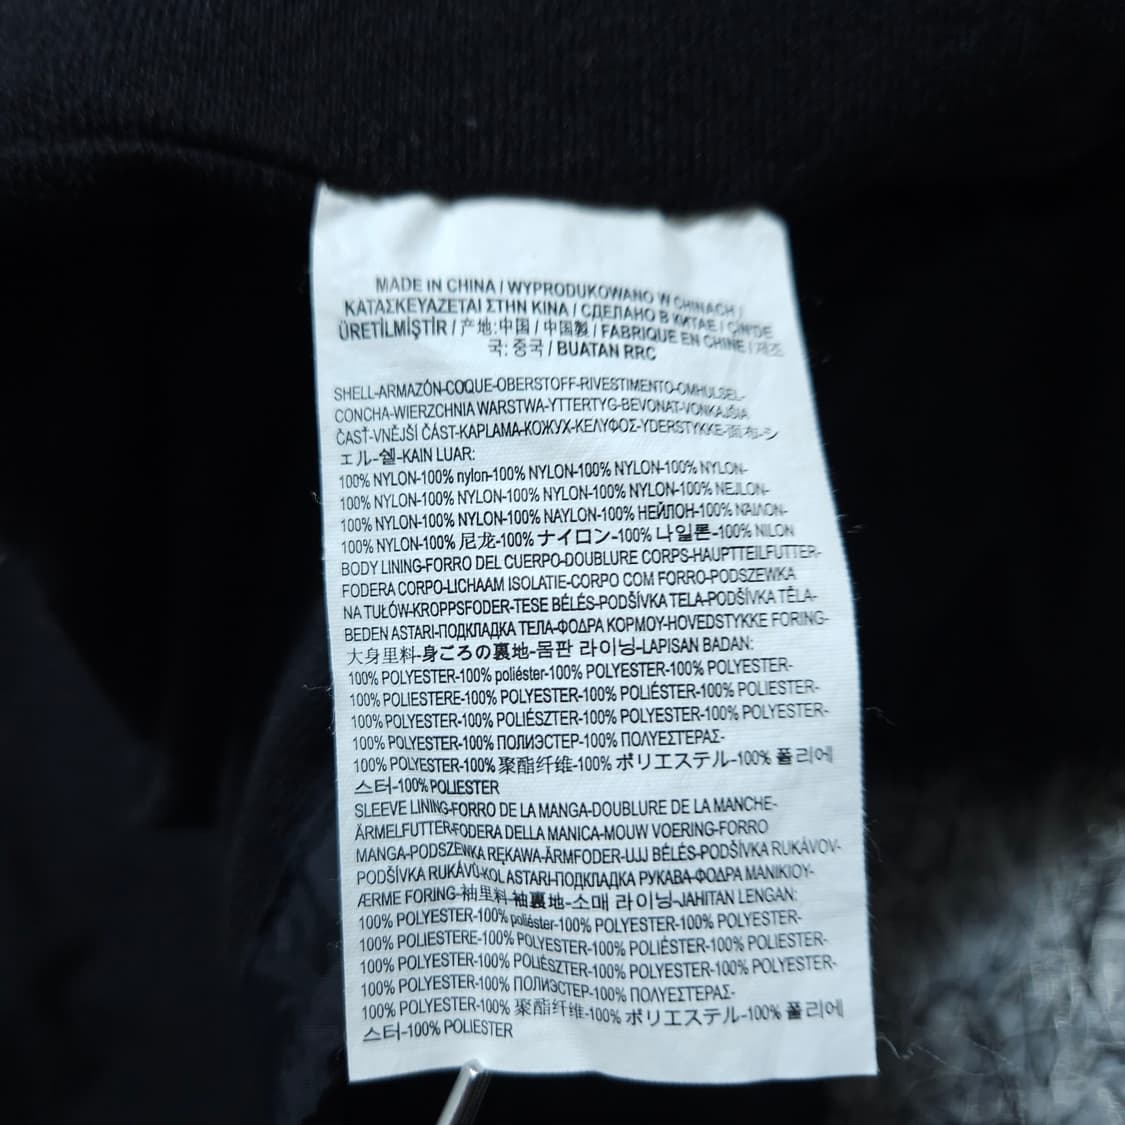 MADE IN CHINA / WYPRODUKOWANO W CHINACH /
ΚΑΤΑΣΚΕΥΑΖΕΤΑΙ ΣΤΗΝ ΚΙΝΑ / СДЕЛАНО В КИТАЕ / ÇIN'DE
ÜRETİLMİŞTİR / 产地:中国 / 中国製 / FABRIQUE EN CHINE / 제조
국: 중국 / BUATAN RRC
SHELL-ARMAZÓN-COQUE-OBERSTOFF-RIVESTIMENTO-OMHULSEL-
CONCHA-WIERZCHNIA WARSTWA-YTTERTYG-BEVONAT-VONKAJŠIA
ČASŤ-VNĚJŠÍ ČÁST-KAPLAMA-КОЖУХ-ΚΕΛΥΦΟΣ-YDERSTYKKE-面布-シ
ェル-쉘-KAIN LUAR:
100% NYLON-100% nylon-100% NYLON-100% NYLON-100% NYLON-
100% NYLON-100% NYLON-100% NYLON-100% NYLON-100% NEJLON-
100% NYLON-100% NYLON-100% NAYLON-100% НЕЙЛОН-100% ΝΑΪΛΟΝ-
100% NYLON-100% 尼龙-100% ナイロン-100% 나일론-100% NILON
BODY LINING-FORRO DEL CUERPO-DOUBLURE CORPS-HAUPTTEILFUTTER-
FODERA CORPO-LICHAAM ISOLATIE-CORPO COM FORRO-PODSZEWKA
NA TUŁÓW-KROPPSFODER-TESE BÉLÉS-PODŠÍVKA TELA-PODŠÍVKA TĚLA-
BEDEN ASTARI-ПОДКЛАДКА ТЕЛА-ΦΟΔΡΑ ΚΟΡΜΟΥ-HOVEDSTYKKE FORING-
大身里料-身ごろの裏地-몸판 라이닝-LAPISAN BADAN:
100% POLYESTER-100% poliéster-100% POLYESTER-100% POLYESTER-
100% POLIESTERE-100% POLYESTER-100% POLIÉSTER-100% POLIESTER-
100% POLYESTER-100% POLIÉSZTER-100% POLYESTER-100% POLYESTER-
100% POLYESTER-100% ПОЛИЭСТЕР-100% ΠΟΛΥΕΣΤΕΡΑΣ-
100% POLYESTER-100% 聚酯纤维-100% ポリエステル-100% 폴리에
스터-100% POLIESTER
SLEEVE LINING-FORRO DE LA MANGA-DOUBLURE DE LA MANCHE-
ÄRMELFUTTER-FODERA DELLA MANICA-MOUW VOERING-FORRO
MANGA-PODSZEWKA RĘKAWA-ÄRMFODER-UJJ BÉLÉS-PODŠÍVKA RUKÁVOV-
PODŠÍVKA RUKÁVŮ-KOL ASTARI-ПОДКЛАДКА РУКАВА-ΦΟΔΡΑ ΜΑΝΙΚΙΟΥ-
ÆRME FORING-袖里料-袖裏地-소매 라이닝-JAHITAN LENGAN:
100% POLYESTER-100% poliéster-100% POLYESTER-100% POLYESTER-
100% POLIESTERE-100% POLYESTER-100% POLIÉSTER-100% POLIESTER-
100% POLYESTER-100% POLIÉSZTER-100% POLYESTER-100% POLYESTER-
100% POLYESTER-100% ПОЛИЭСТЕР-100% ΠΟΛΥΕΣΤΕΡΑΣ-
100% POLYESTER-100% 聚酯纤维-100% ポリエステル-100% 폴리에
스터-100% POLIESTER